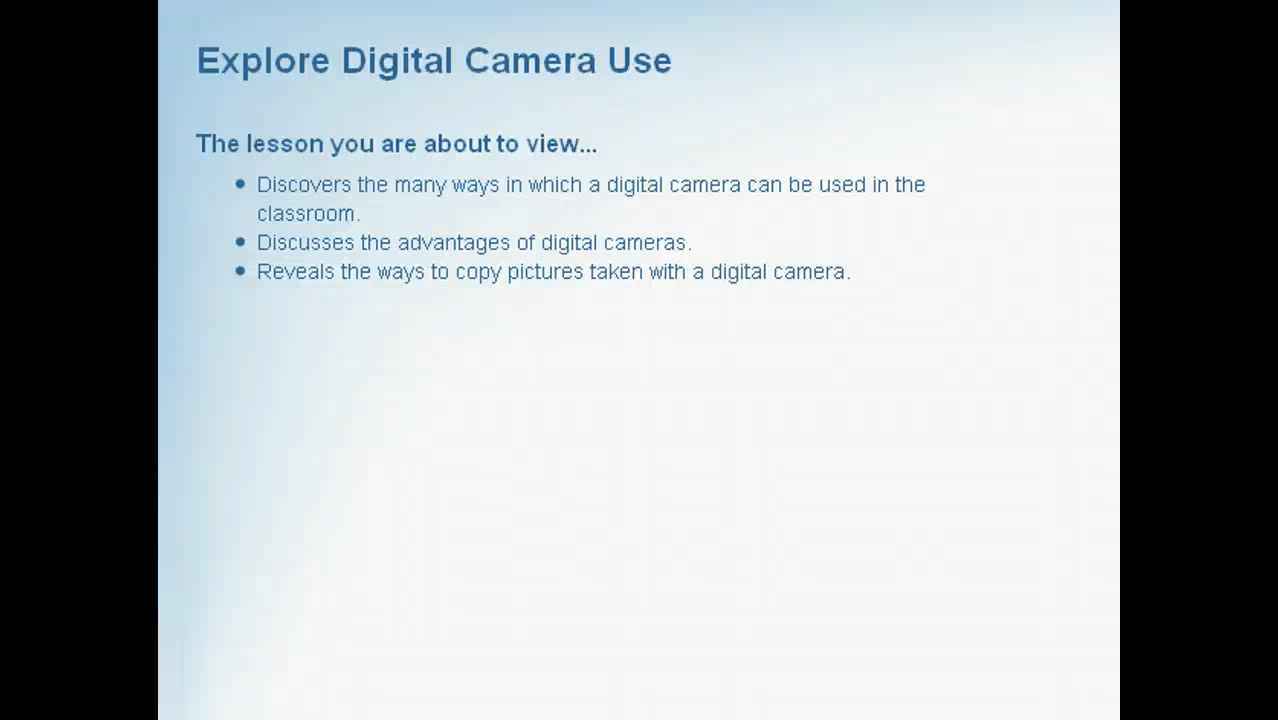 Explore Digital Camera Use
The lesson you are about to view...
• Discovers the many ways in which a digital camera can be used in the
classroom.
• Discusses the advantages of digital cameras.
• Reveals the ways to copy pictures taken with a digital camera.